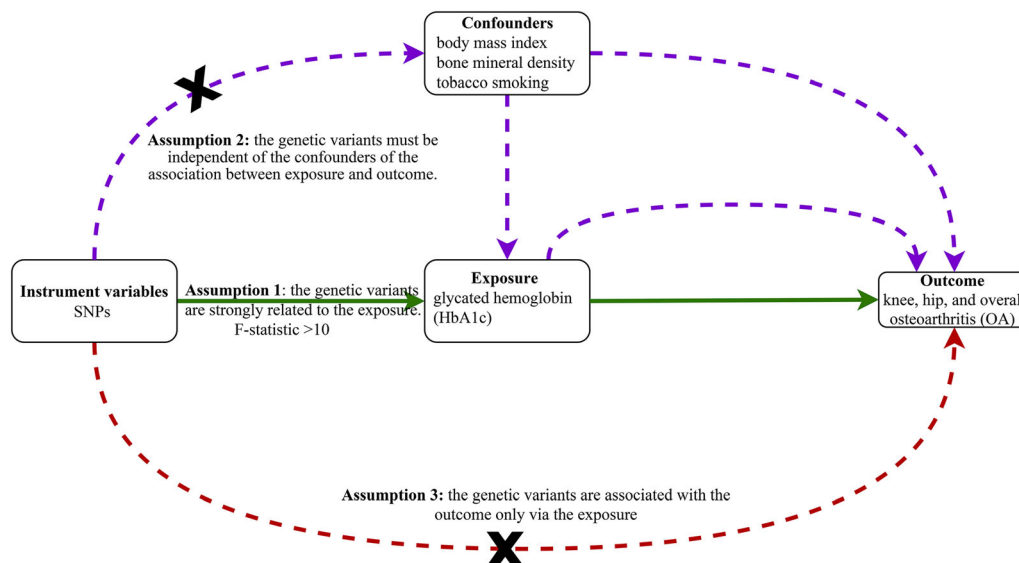 Confounders
body mass index
bone mineral density
tobacco smoking
Assumption 2: the genetic variants must be
independent of the confounders of the
association between exposure and outcome.
Instrument variables
SNPs
Assumption 1: the genetic variants
are strongly related to the exposure.
F-statistic >10
Exposure
glycated hemoglobin
(HbA1c)
Outcome
knee, hip, and overal
osteoarthritis (OA)
Assumption 3: the genetic variants are associated with the
outcome only via the exposure